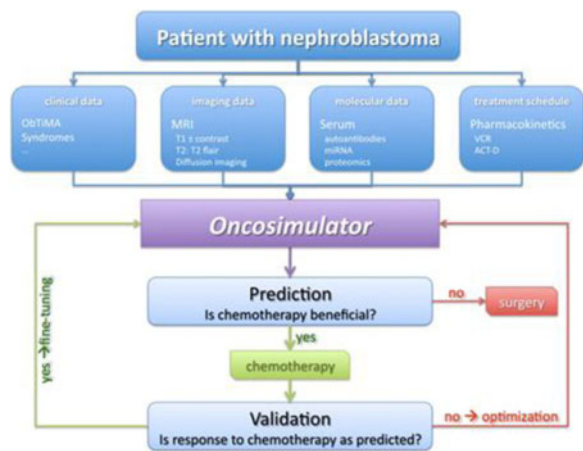 Patient with nephroblastoma
clinical data
ObTiMA
Syndromes
...
imaging data
MRI
T1 ± contrast
T2: T2 flair
Diffusion imaging
molecular data
Serum
autoantibodies
miRNA
proteomics
treatment schedule
Pharmacokinetics
VCR
ACT-D
Oncosimulator
Prediction
Is chemotherapy beneficial?
no
surgery
yes
chemotherapy
yes → fine-tuning
Validation
Is response to chemotherapy as predicted?
no → optimization